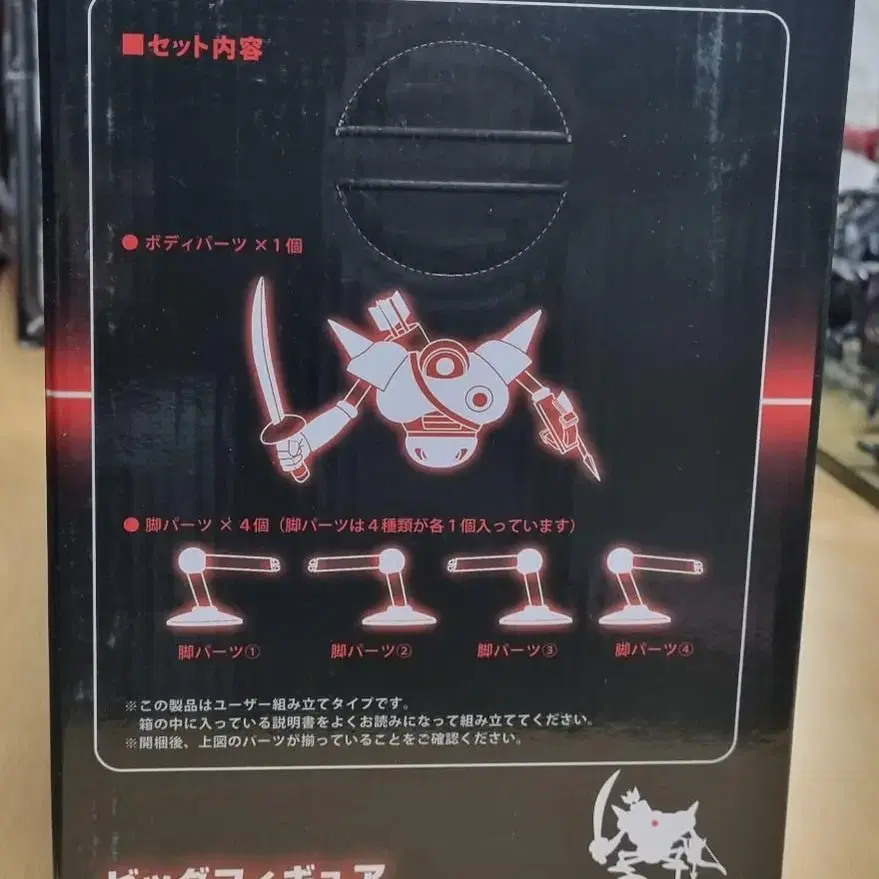 ■セット内容
● ボディパーツ ×1個
● 脚パーツ × 4個（脚パーツは4種類が各1個入っています）
脚パーツ① 脚パーツ② 脚パーツ③ 脚パーツ④
※この製品はユーザー組み立てタイプです。
箱の中に入っている説明書をよくお読みになって組み立ててください。
※開梱後、上図のパーツが揃っていることをご確認ください。
ビッグフィギュア